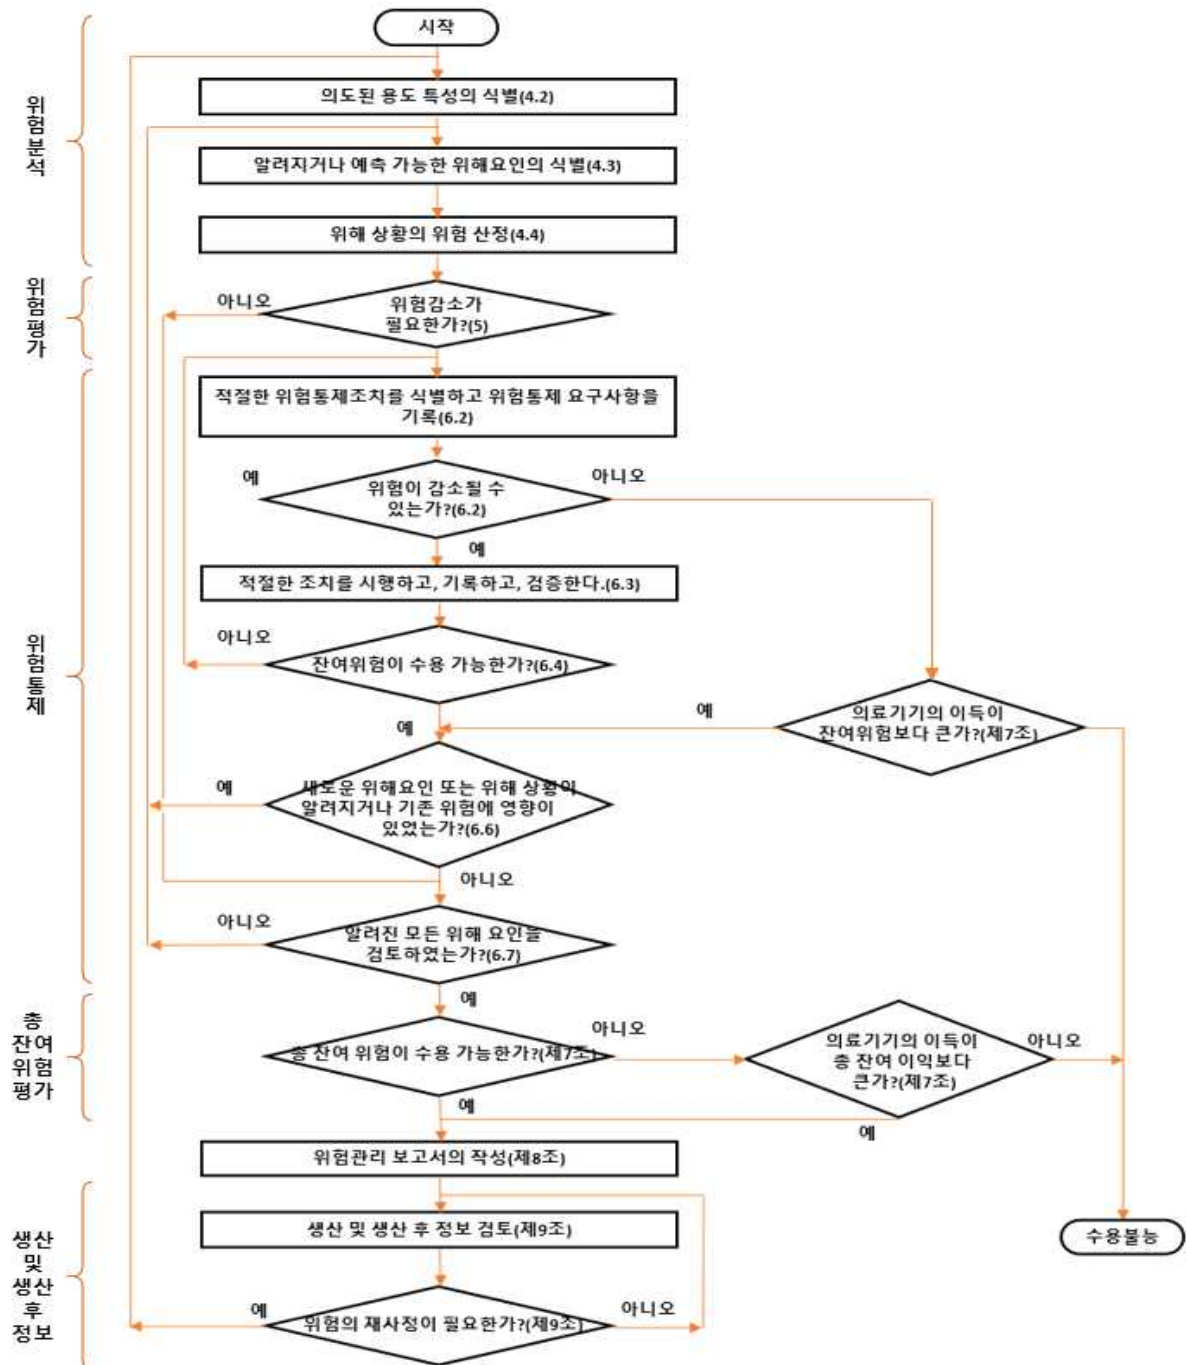 시작
위
험
분
석
의도된 용도 특성의 식별(4.2)
알려지거나 예측 가능한 위해요인의 식별(4.3)
위해 상황의 위험 산정(4.4)
위
험
평
가
아니오
위험감소가
필요한가?(5)
적절한 위험통제조치를 식별하고 위험통제 요구사항을
기록(6.2)
예
위험이 감소될 수
있는가?(6.2)
아니오
예
적절한 조치를 시행하고, 기록하고, 검증한다.(6.3)
위
험
통
제
아니오
잔여위험이 수용 가능한가?(6.4)
예
예
의료기기의 이득이
잔여위험보다 큰가?(제7조)
예
새로운 위해요인 또는 위해 상황이
알려지거나 기존 위험에 영향이
있었는가?(6.6)
아니오
아니오
알려진 모든 위해 요인을
검토하였는가?(6.7)
예
총
잔여
위험
평가
총 잔여 위험이 수용 가능한가?(제7조)
아니오
의료기기의 이득이
총 잔여 이익보다
큰가?(제7조)
아니오
예
예
위험관리 보고서의 작성(제8조)
생산
및
생산
후
정보
생산 및 생산 후 정보 검토(제9조)
수용불능
예
위험의 재사정이 필요한가?(제9조)
아니오